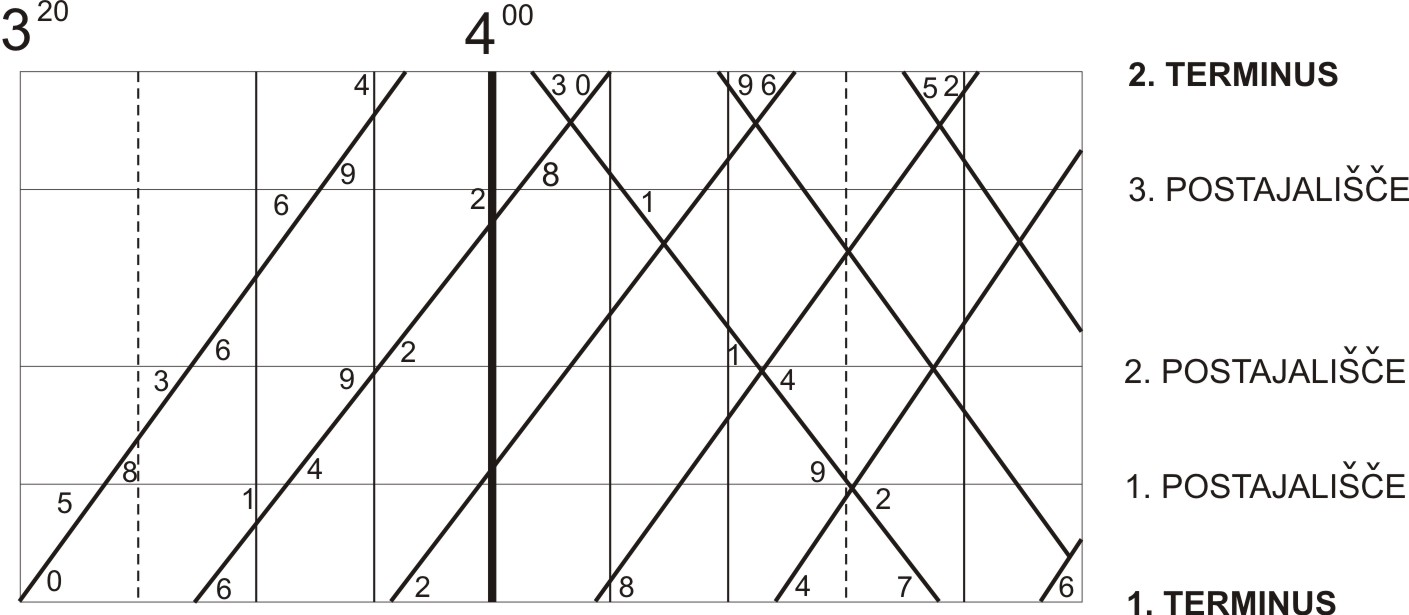 3 20
4 00
4 3 0 9 6 5 2 2. TERMINUS
9 8
6 2 1 3. POSTAJALIŠČE
6 2 1
3 9 4 2. POSTAJALIŠČE
8 4 9
5 1 2 1. POSTAJALIŠČE
0 6 2 8 4 7 6
1. TERMINUS